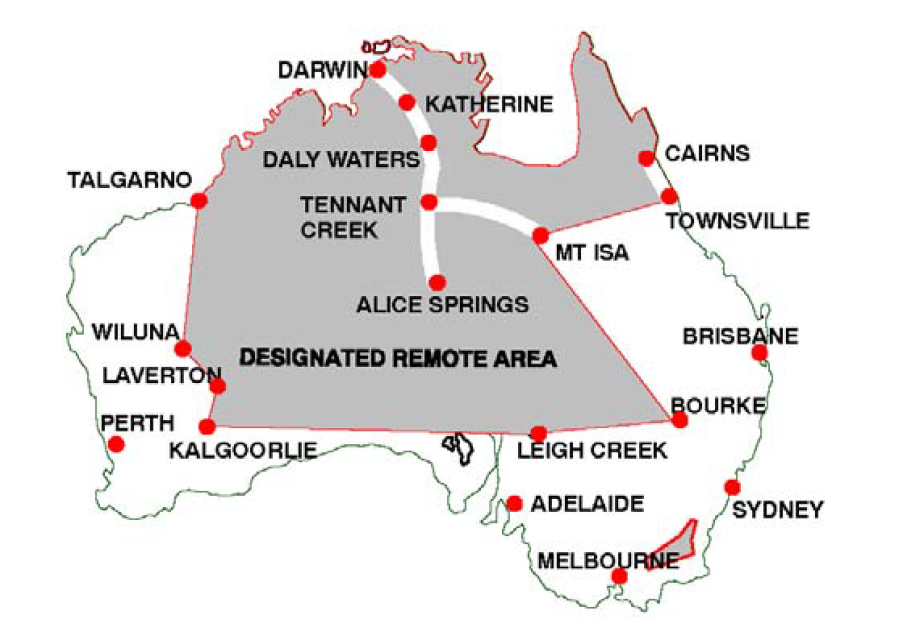 DARWIN
KATHERINE
DALY WATERS
CAIRNS
TALGARNO
TENNANT
CREEK
TOWNSVILLE
MT ISA
ALICE SPRINGS
WILUNA
BRISBANE
DESIGNATED REMOTE AREA
LAVERTON
BOURKE
PERTH
KALGOORLIE
LEIGH CREEK
ADELAIDE
SYDNEY
MELBOURNE